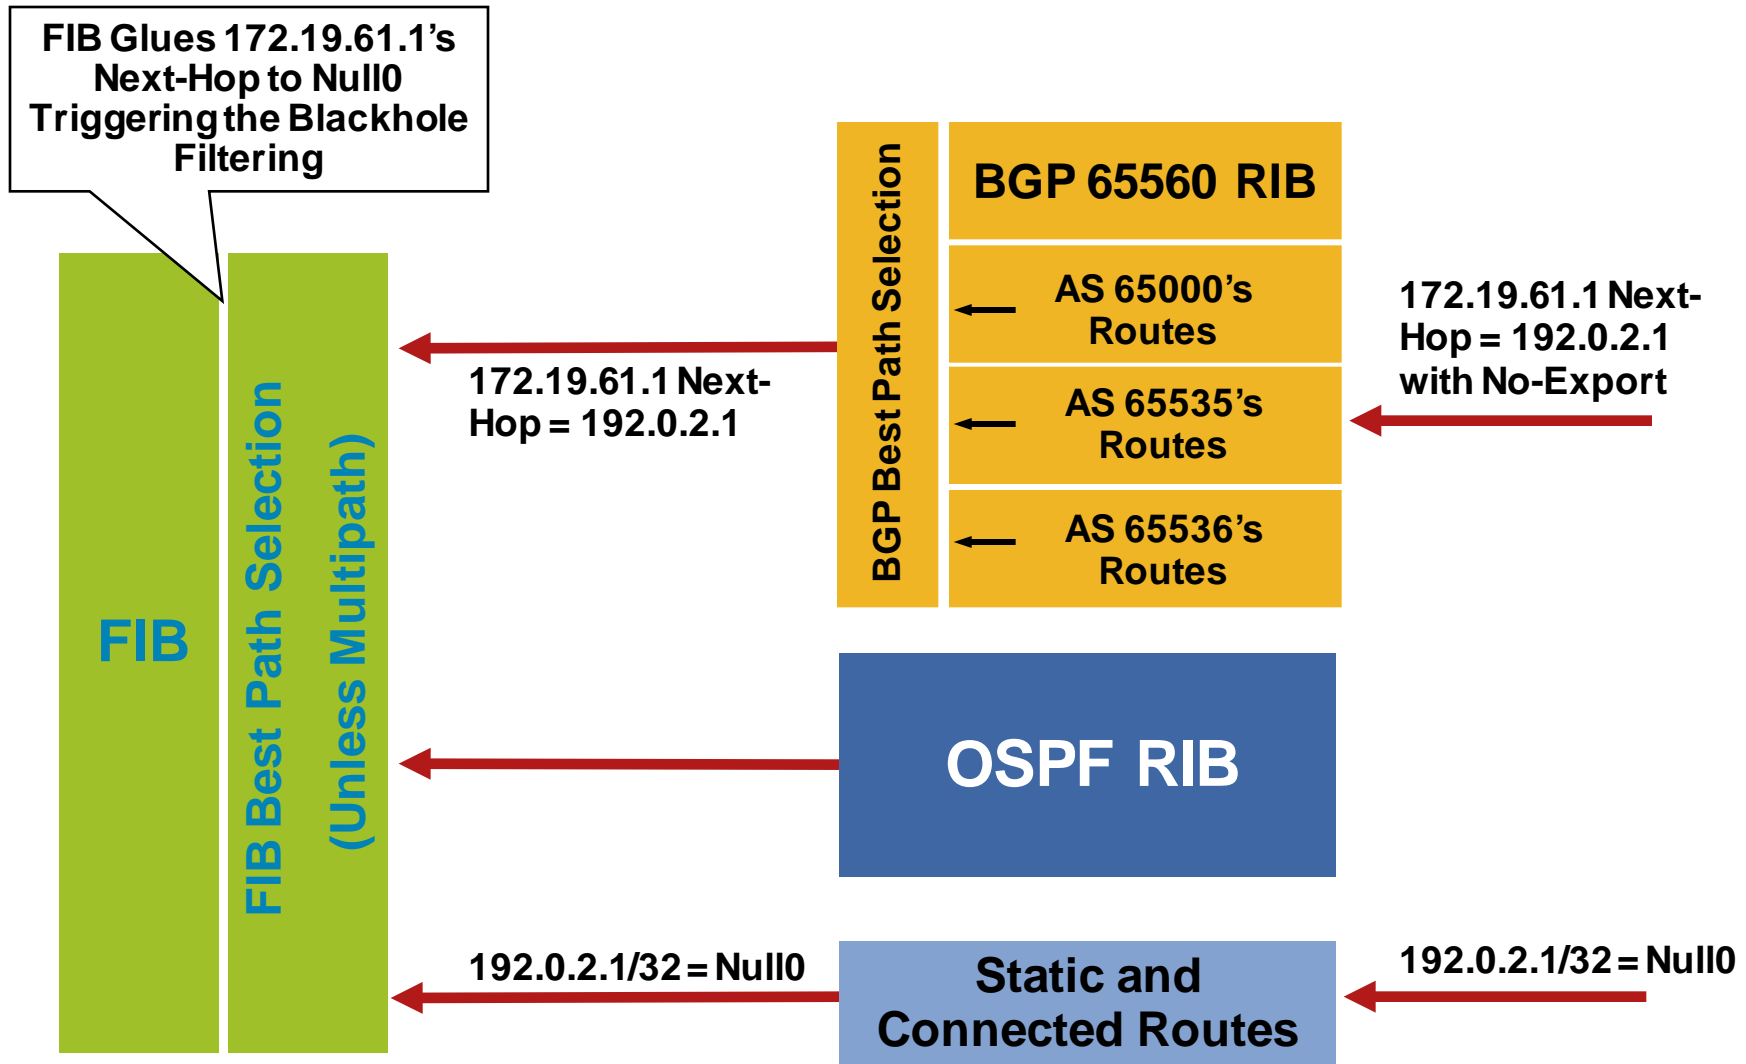 FIB Glues 172.19.61.1's
Next-Hop to Null0
Triggering the Blackhole
Filtering
FIB
FIB Best Path Selection
(Unless Multipath)
172.19.61.1 Next-
Hop = 192.0.2.1
BGP Best Path Selection
BGP 65560 RIB
AS 65000’s
Routes
AS 65535’s
Routes
AS 65536’s
Routes
172.19.61.1 Next-
Hop = 192.0.2.1
with No-Export
OSPF RIB
192.0.2.1/32 = Null0
Static and
Connected Routes
192.0.2.1/32 = Null0